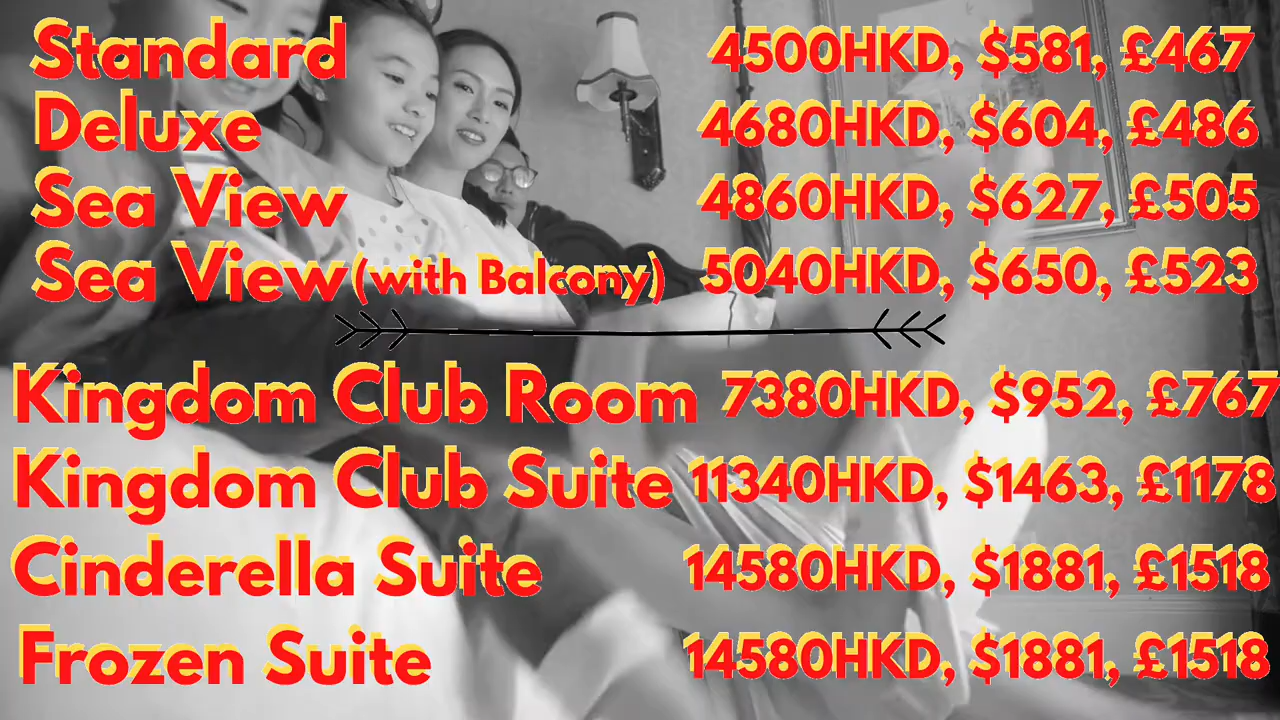 Standard 4500HKD, $581, £467
Deluxe 4680HKD, $604, £486
Sea View 4860HKD, $627, £505
Sea View (with Balcony) 5040HKD, $650, £523
Kingdom Club Room 7380HKD, $952, £767
Kingdom Club Suite 11340HKD, $1463, £1178
Cinderella Suite 14580HKD, $1881, £1518
Frozen Suite 14580HKD, $1881, £1518